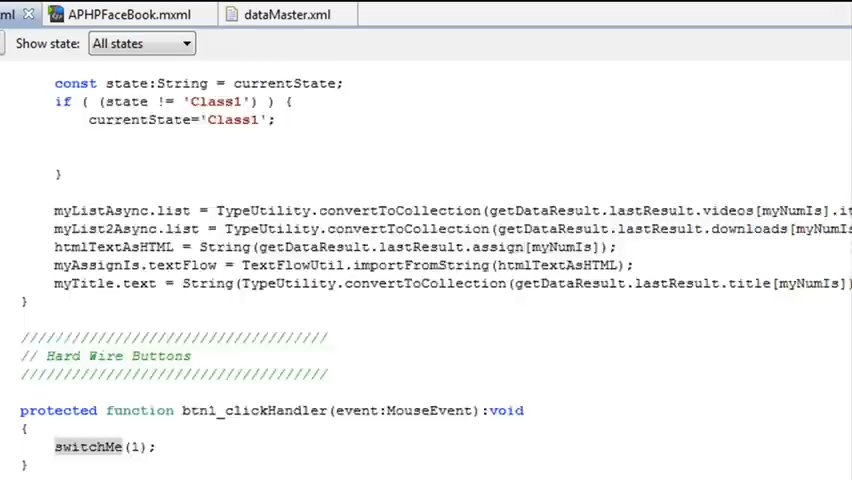 ml APHPFaceBook.mxml dataMaster.xml
Show state: All states
const state:String = currentState;
if ( (state != 'Class1') ) {
currentState='Class1';
}
myListAsync.list = TypeUtility.convertToCollection(getDataResult.lastResult.videos[myNumIs].it
myList2Async.list = TypeUtility.convertToCollection(getDataResult.lastResult.downloads[myNumIs
htmlTextAsHTML = String(getDataResult.lastResult.assign[myNumIs]);
myAssignIs.textFlow = TextFlowUtil.importFromString(htmlTextAsHTML);
myTitle.text = String(TypeUtility.convertToCollection(getDataResult.lastResult.title[myNumIs])
}
////////////////////////////////////
// Hard Wire Buttons
////////////////////////////////////
protected function btn1_clickHandler(event:MouseEvent):void
{
switchMe(1);
}